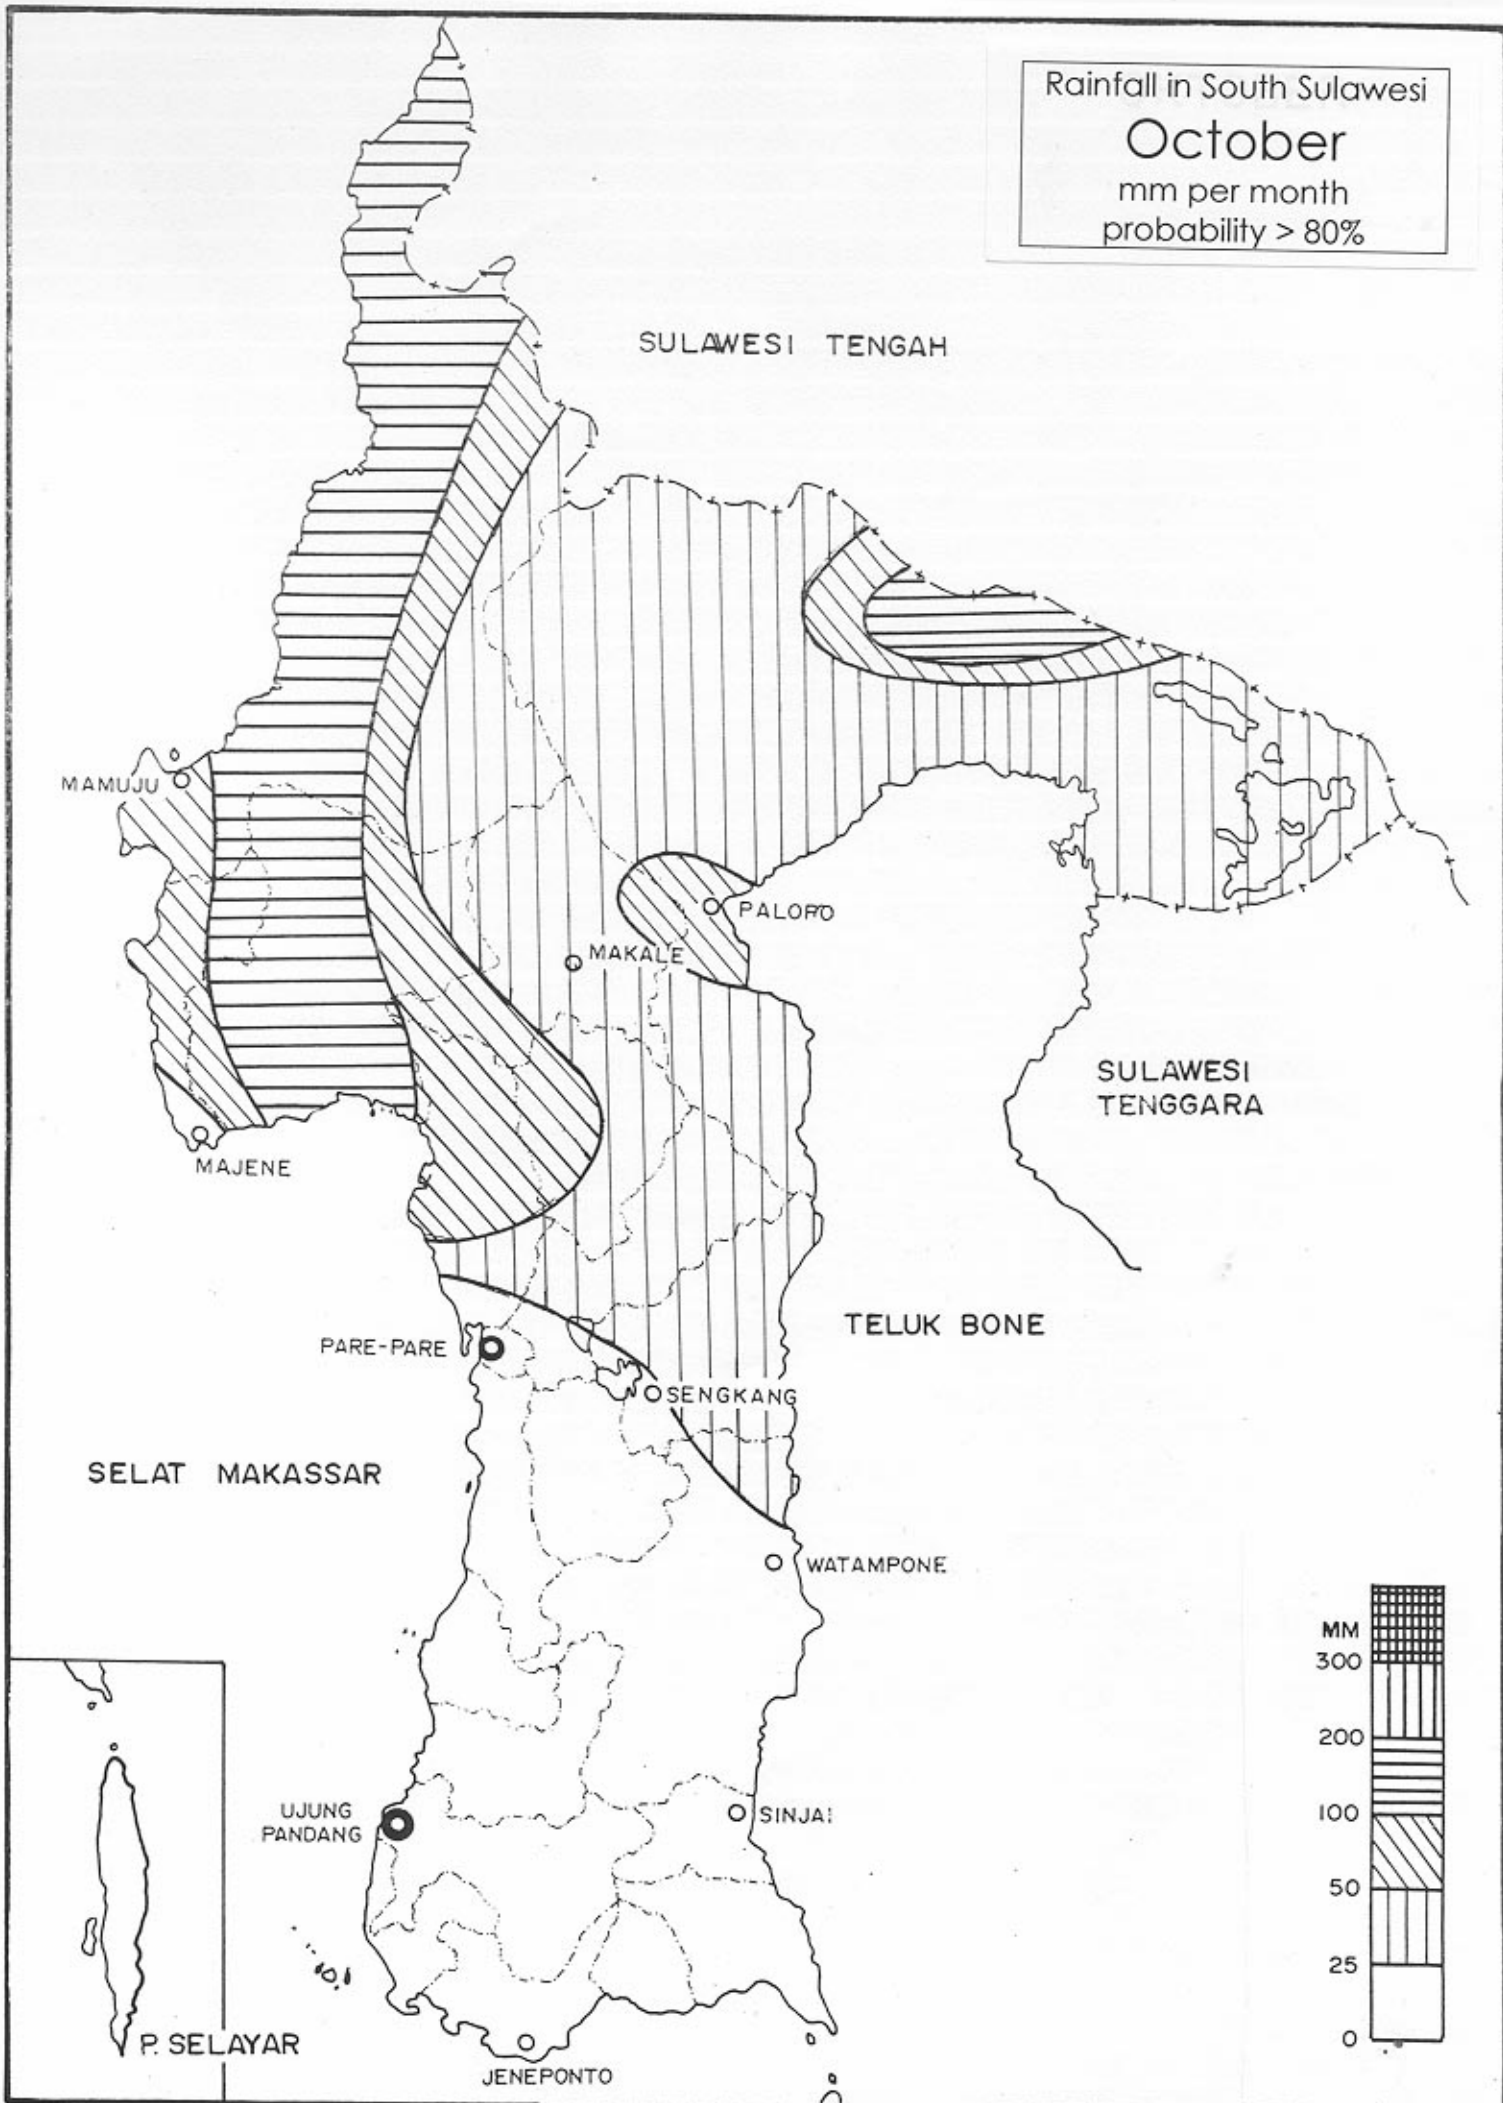 Rainfall in South Sulawesi
October
mm per month
probability > 80%
SULAWESI TENGAH
MAMUJU
PALOPO
MAKALE
SULAWESI
TENGGARA
MAJENE
TELUK BONE
PARE-PARE
SENGKANG
SELAT MAKASSAR
WATAMPONE
MM
300
200
100
50
25
0
UJUNG
PANDANG
SINJAI
P. SELAYAR
JENEPONTO